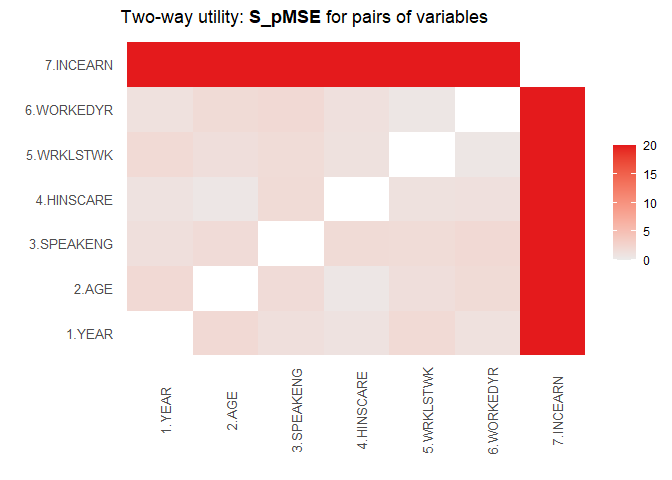 Two-way utility: S_pMSE for pairs of variables
7.INCEARN
6.WORKEDYR
5.WRKLSTWK
4.HINSCARE
3.SPEAKENG
2.AGE
1.YEAR
20
15
10
5
0
1.YEAR
2.AGE
3.SPEAKENG
4.HINSCARE
5.WRKLSTWK
6.WORKEDYR
7.INCEARN